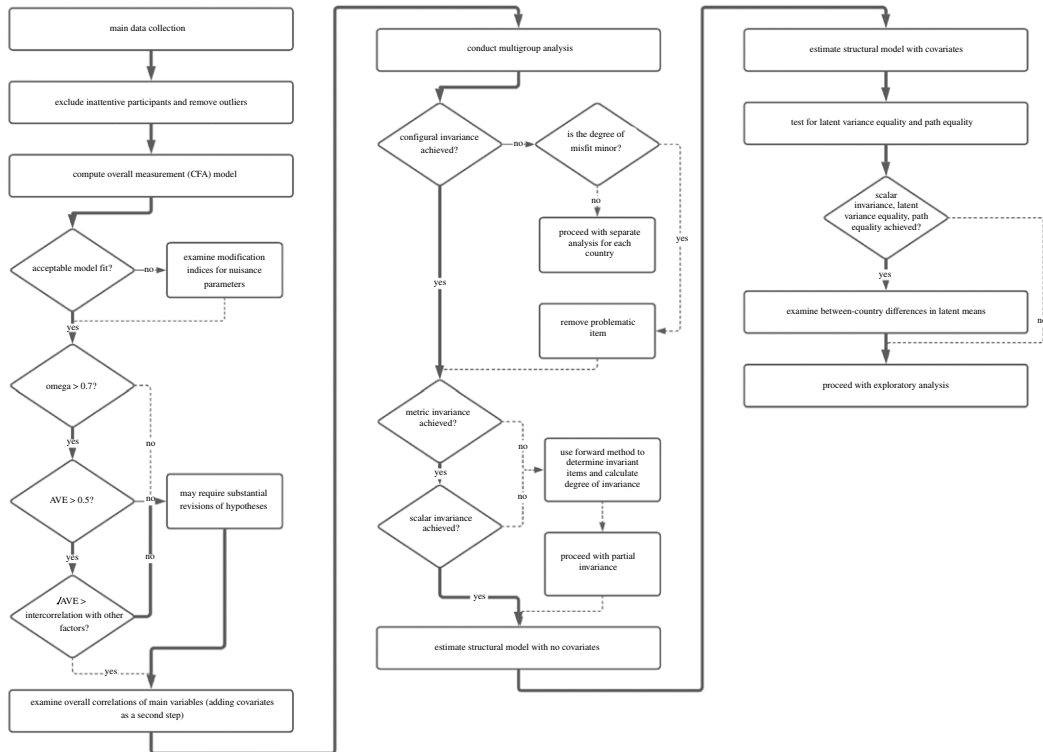 main data collection
exclude inattentive participants and remove outliers
compute overall measurement (CFA) model
acceptable model fit?
no
examine modification
indices for nuisance
parameters
yes
omega > 0.7?
no
yes
AVE > 0.5?
no
may require substantial
revisions of hypotheses
yes
no
√AVE >
intercorrelation with other
factors?
yes
examine overall correlations of main variables (adding covariates
as a second step)
conduct multigroup analysis
configural invariance
achieved?
no
is the degree of
misfit minor?
no
yes
proceed with separate
analysis for each
country
yes
remove problematic
item
metric invariance
achieved?
no
use forward method to
determine invariant
items and calculate
degree of invariance
yes
no
scalar invariance
achieved?
proceed with partial
invariance
yes
estimate structural model with no covariates
estimate structural model with covariates
test for latent variance equality and path equality
scalar
invariance, latent
variance equality, path
equality achieved?
yes
no
examine between-country differences in latent means
proceed with exploratory analysis